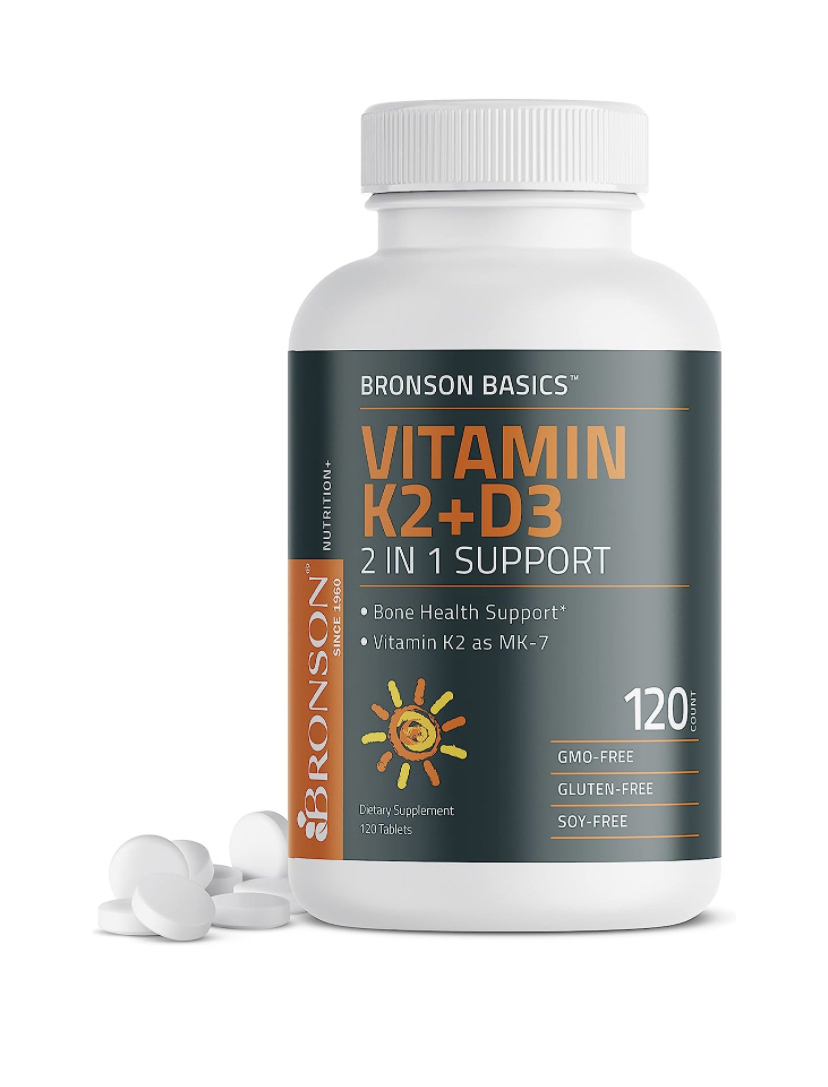 BRONSON BASICS™
VITAMIN
K2+D3
2 IN 1 SUPPORT
• Bone Health Support*
• Vitamin K2 as MK-7
120 COUNT
GMO-FREE
GLUTEN-FREE
SOY-FREE
Dietary Supplement
120 Tablets
NUTRITION+
BRONSON®
SINCE 1960